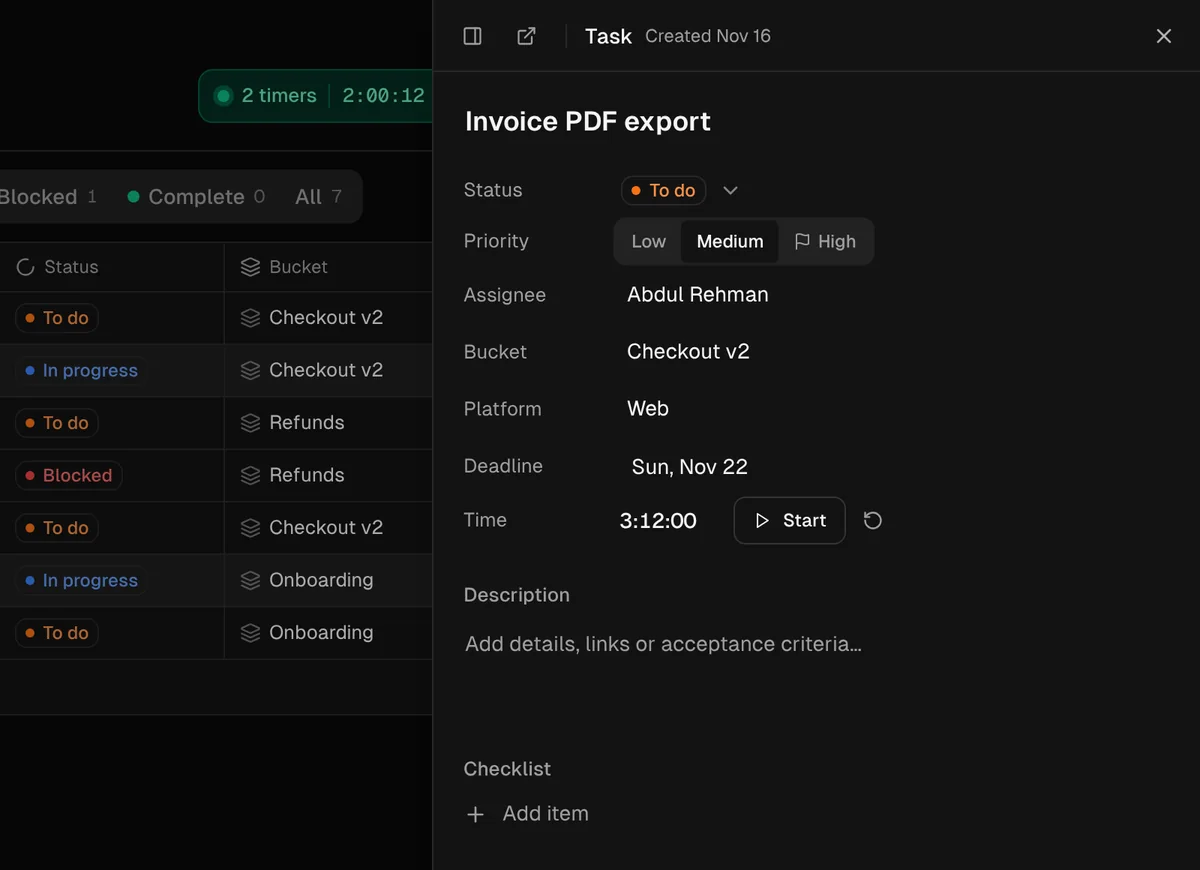 Task Created Nov 16
2 timers 2:00:12
Blocked 1 Complete 0 All 7
Status Bucket
To do Checkout v2
In progress Checkout v2
To do Refunds
Blocked Refunds
To do Checkout v2
In progress Onboarding
To do Onboarding
Invoice PDF export
Status To do
Priority Low Medium High
Assignee Abdul Rehman
Bucket Checkout v2
Platform Web
Deadline Sun, Nov 22
Time 3:12:00 Start
Description
Add details, links or acceptance criteria...
Checklist
Add item